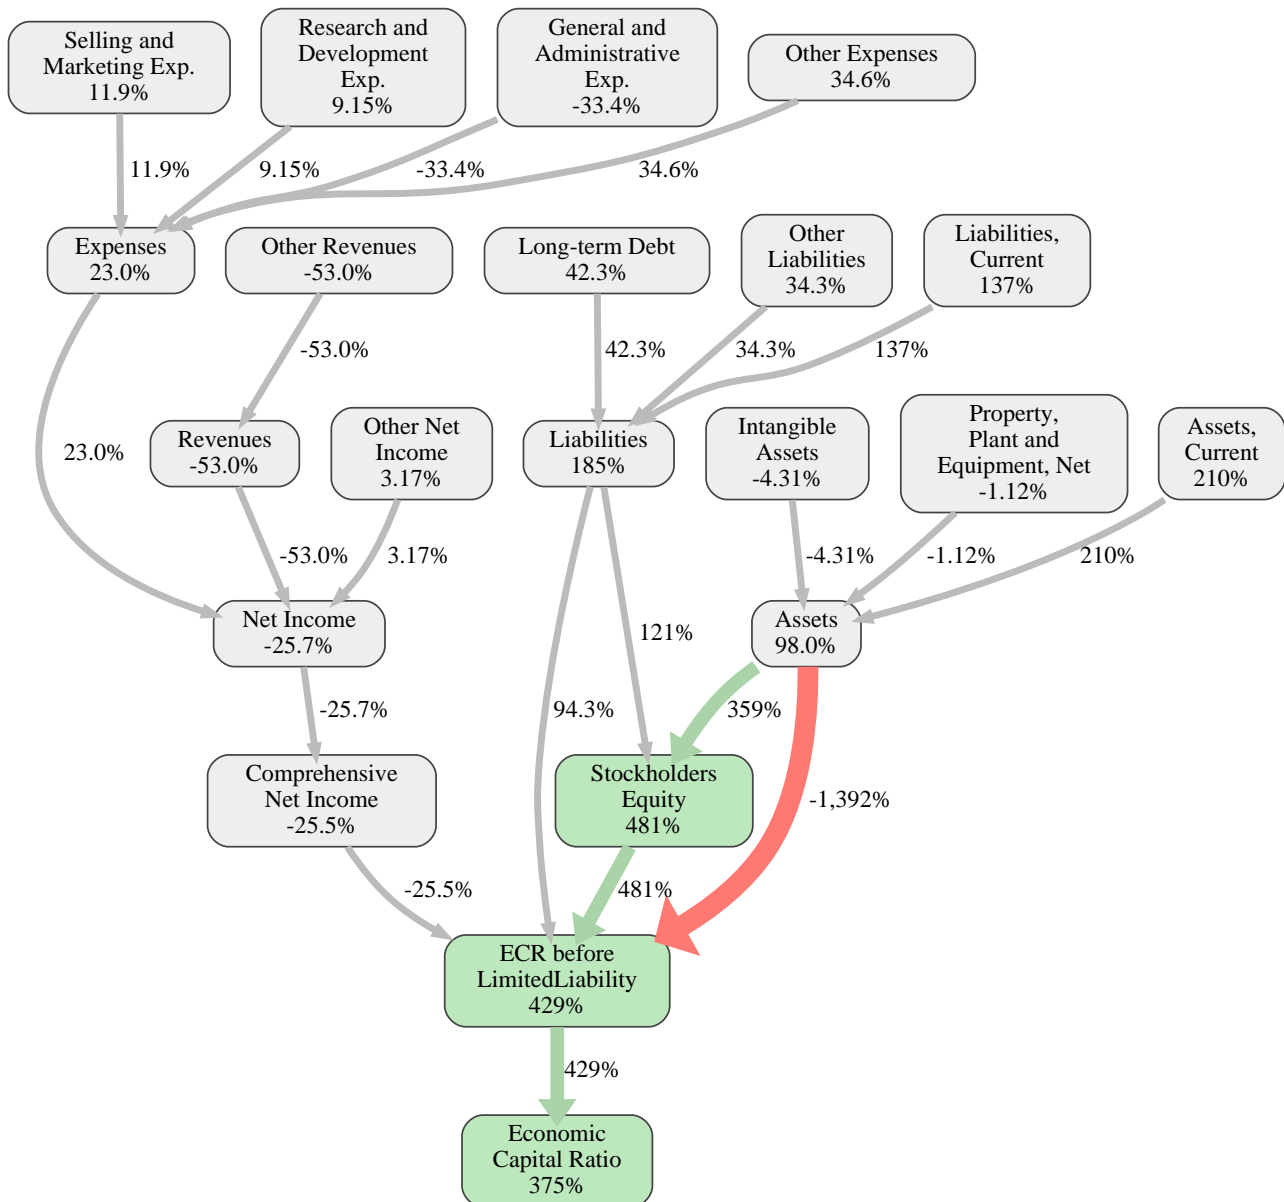 Selling and
Marketing Exp.
11.9%
Research and
Development
Exp.
9.15%
General and
Administrative
Exp.
-33.4%
Other Expenses
34.6%
11.9%
9.15%
-33.4%
34.6%
Expenses
23.0%
Other Revenues
-53.0%
Long-term Debt
42.3%
Other
Liabilities
34.3%
Liabilities,
Current
137%
-53.0%
42.3%
34.3%
137%
23.0%
Revenues
-53.0%
Other Net
Income
3.17%
Liabilities
185%
Intangible
Assets
-4.31%
Property,
Plant and
Equipment, Net
-1.12%
Assets,
Current
210%
-53.0%
3.17%
-4.31%
-1.12%
210%
Net Income
-25.7%
121%
Assets
98.0%
-25.7%
94.3%
359%
Comprehensive
Net Income
-25.5%
Stockholders
Equity
481%
-1,392%
-25.5%
481%
ECR before
LimitedLiability
429%
429%
Economic
Capital Ratio
375%